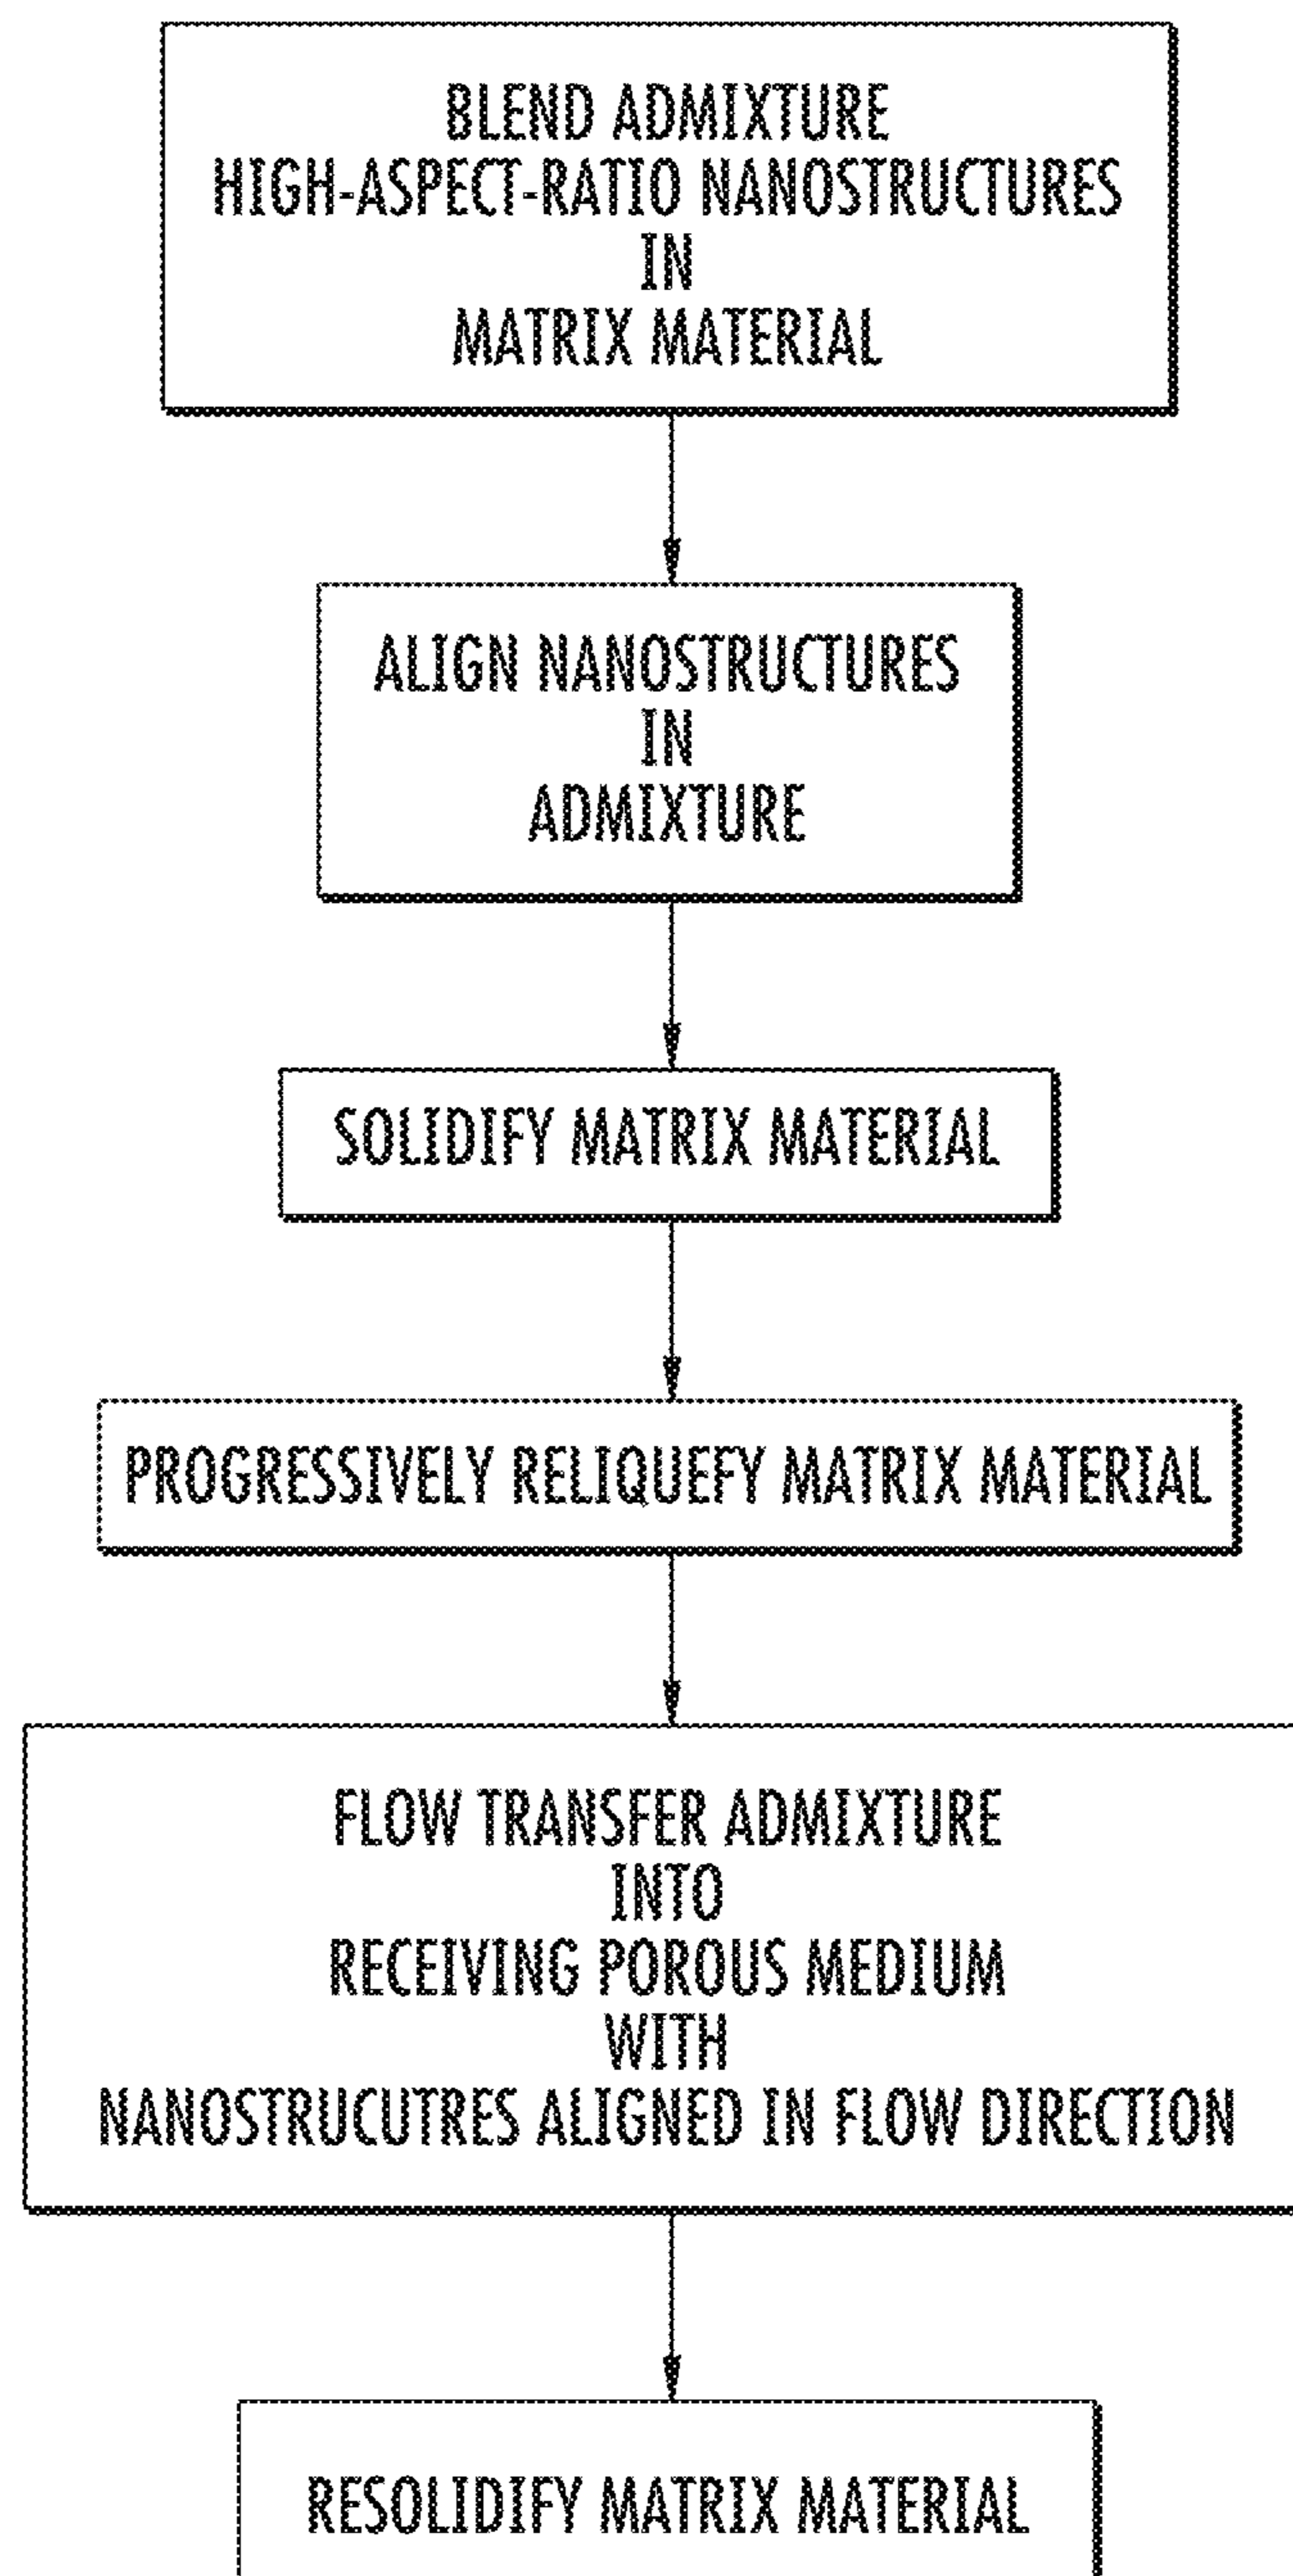 BLEND ADMIXTURE
HIGH-ASPECT-RATIO NANOSTRUCTURES
IN
MATRIX MATERIAL
ALIGN NANOSTRUCTURES
IN
ADMIXTURE
SOLIDIFY MATRIX MATERIAL
PROGRESSIVELY RELIQUEFY MATRIX MATERIAL
FLOW TRANSFER ADMIXTURE
INTO
RECEIVING POROUS MEDIUM
WITH
NANOSTRUCUTRES ALIGNED IN FLOW DIRECTION
RESOLIDIFY MATRIX MATERIAL